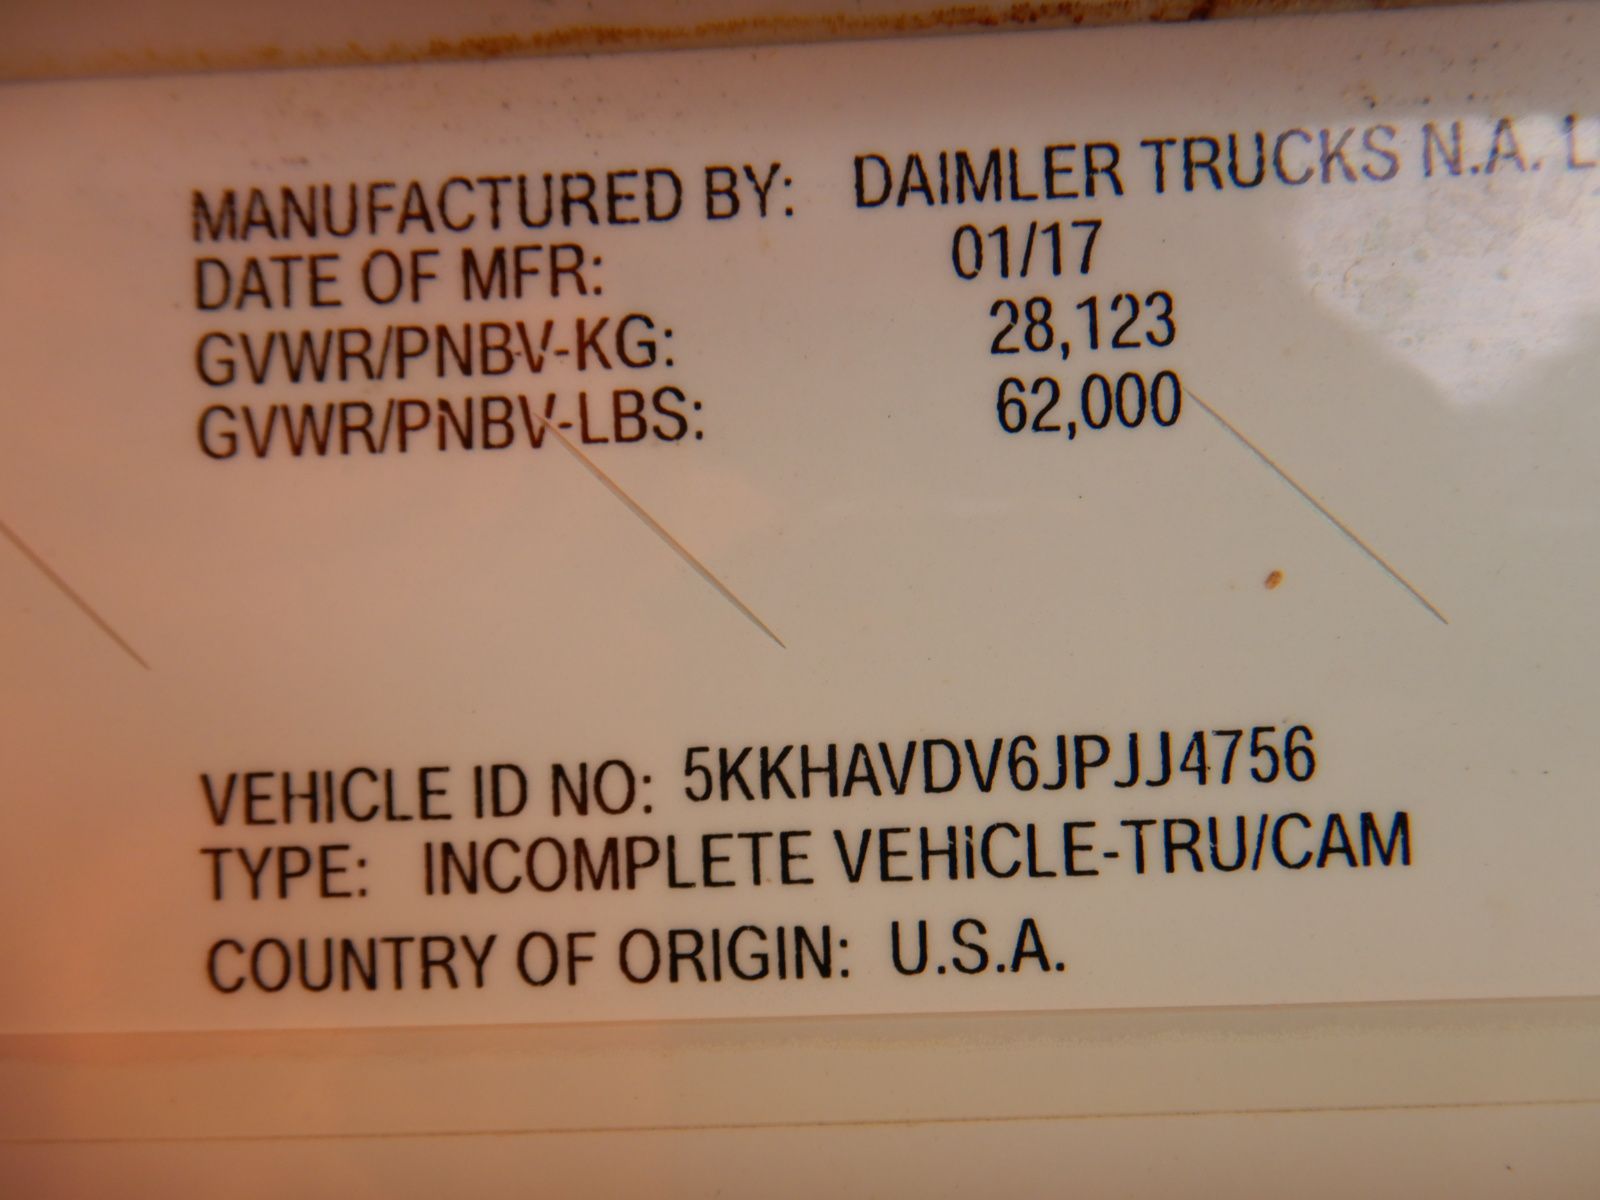 MANUFACTURED BY: DAIMLER TRUCKS N.A. L
DATE OF MFR: 01/17
GVWR/PNBV-KG: 28,123
GVWR/PNBV-LBS: 62,000
VEHICLE ID NO: 5KKHAVDV6JPJJ4756
TYPE: INCOMPLETE VEHICLE-TRU/CAM
COUNTRY OF ORIGIN: U.S.A.